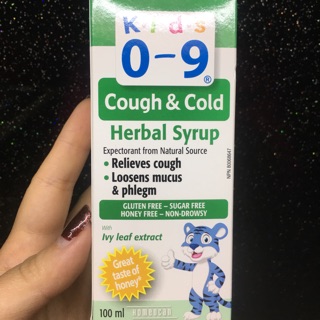 Kids
0-9®
Cough & Cold
Herbal Syrup
Expectorant from Natural Source
• Relieves cough
• Loosens mucus
& phlegm
GLUTEN FREE – SUGAR FREE
HONEY FREE – NON-DROWSY
With
Ivy leaf extract
Great
taste of
honey*
100 ml
HOMEOCAN